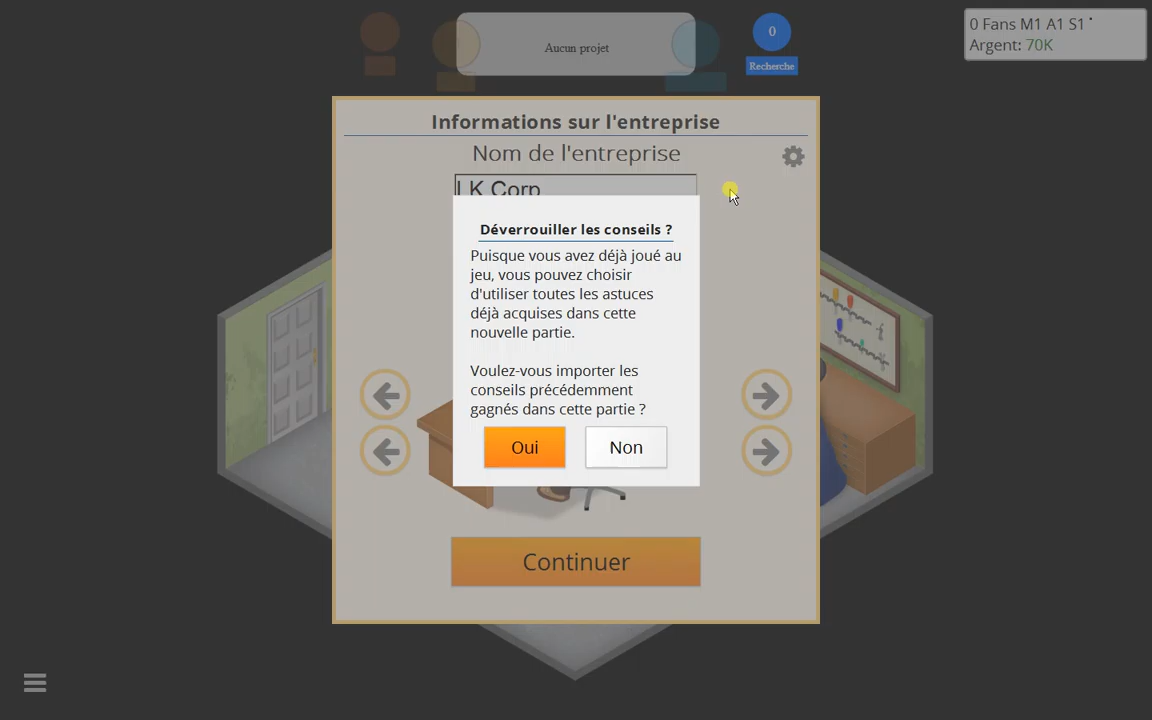 0 Fans M1 A1 S1
Argent: 70K
Aucun projet
0
Recherche
Informations sur l'entreprise
Nom de l'entreprise
LK Corp
Déverrouiller les conseils ?
Puisque vous avez déjà joué au
jeu, vous pouvez choisir
d'utiliser toutes les astuces
déjà acquises dans cette
nouvelle partie.
Voulez-vous importer les
conseils précédemment
gagnés dans cette partie ?
Oui
Non
Continuer